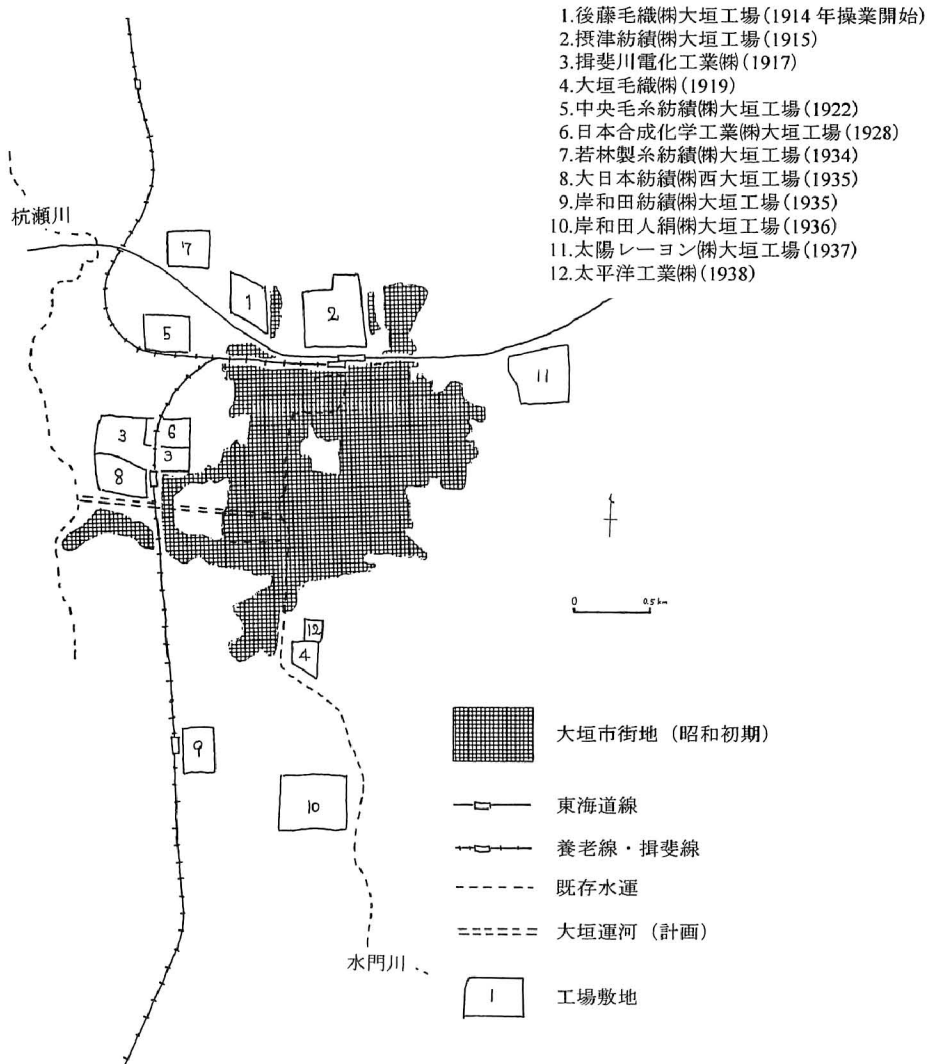 1.後藤毛織㈱大垣工場(1914年操業開始)
2.摂津紡績㈱大垣工場(1915)
3.揖斐川電化工業㈱(1917)
4.大垣毛織㈱(1919)
5.中央毛糸紡績㈱大垣工場(1922)
6.日本合成化学工業㈱大垣工場(1928)
7.若林製糸紡績㈱大垣工場(1934)
8.大日本紡績㈱西大垣工場(1935)
9.岸和田紡績㈱大垣工場(1935)
10.岸和田人絹㈱大垣工場(1936)
11.太陽レーヨン㈱大垣工場(1937)
12.太平洋工業㈱(1938)
杭瀬川
7
1
2
5
11
3
6
3
8
0 0.5km
12
4
9
10
水門川
大垣市街地(昭和初期)
東海道線
養老線・揖斐線
既存水運
大垣運河(計画)
1
工場敷地